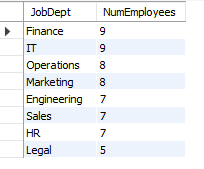 JobDept NumEmployees
Finance 9
IT 9
Operations 8
Marketing 8
Engineering 7
Sales 7
HR 7
Legal 5